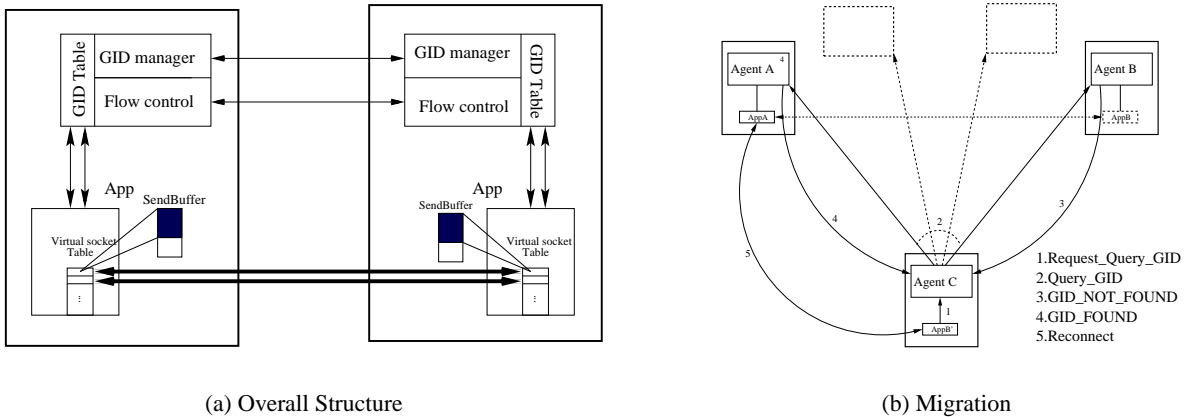 GID Table
GID manager
Flow control
App
SendBuffer
Virtual socket
Table
...
GID manager
Flow control
GID Table
App
SendBuffer
Virtual socket
Table
...
(a) Overall Structure
Agent A
4
AppA
Agent B
AppB
5
4
2
3
Agent C
1
AppB'
1.Request_Query_GID
2.Query_GID
3.GID_NOT_FOUND
4.GID_FOUND
5.Reconnect
(b) Migration